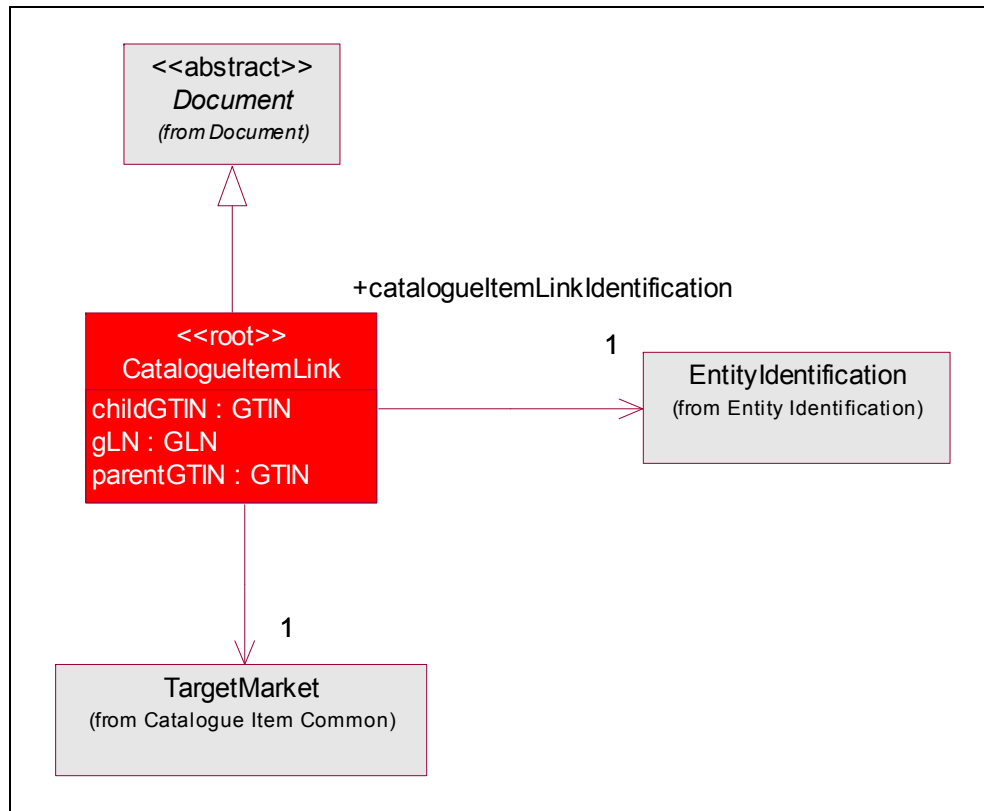 <<abstract>>
Document
(from Document)
+catalogueItemLinkIdentification
<<root>>
CatalogueItemLink
childGTIN : GTIN
gLN : GLN
parentGTIN : GTIN
1
EntityIdentification
(from Entity Identification)
1
TargetMarket
(from Catalogue Item Common)